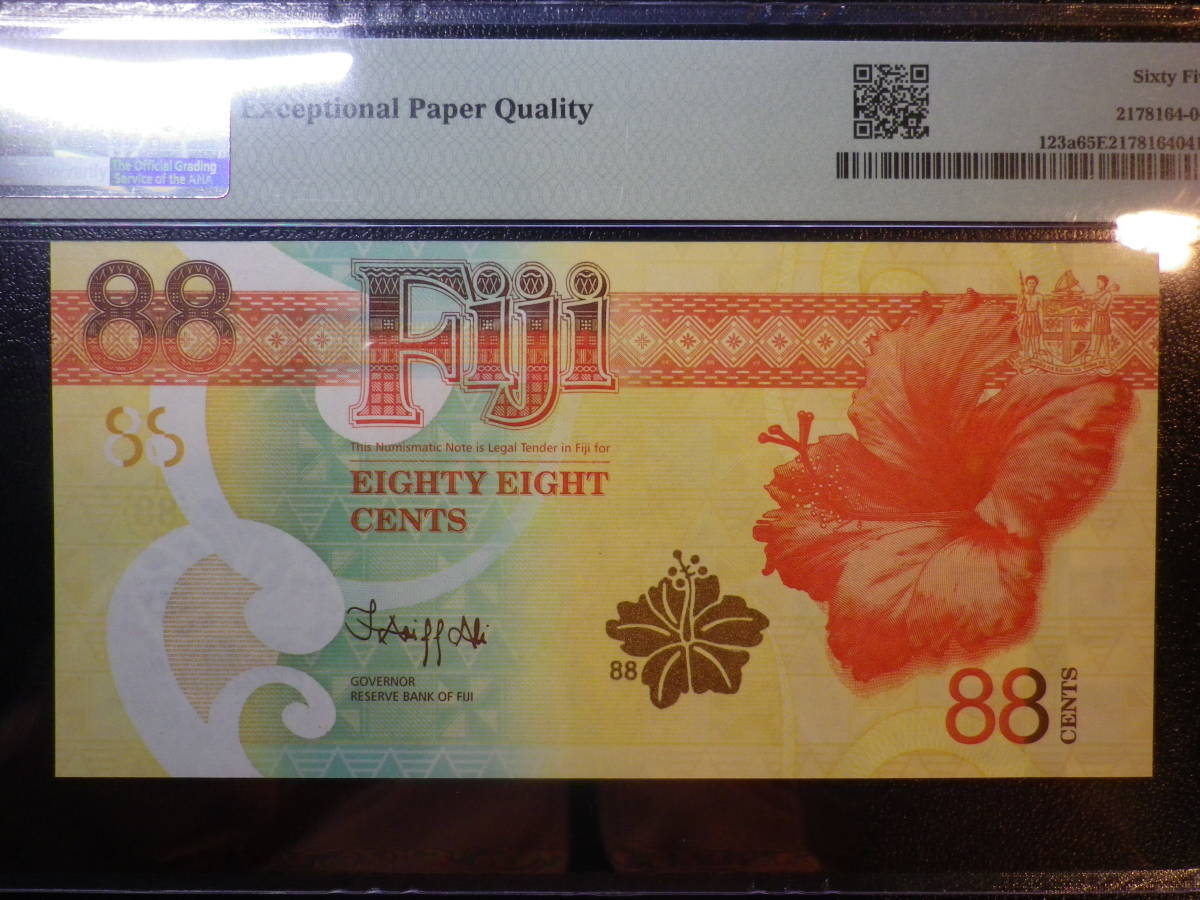 Exceptional Paper Quality
The Official Grading
Service of the ANA
Sixty
2178164-0
123a65E217816404
88
Fiji
88
This Numismatic Note is Legal Tender in Fiji for
EIGHTY EIGHT
CENTS
GOVERNOR
RESERVE BANK OF FIJI
88
88
CENTS